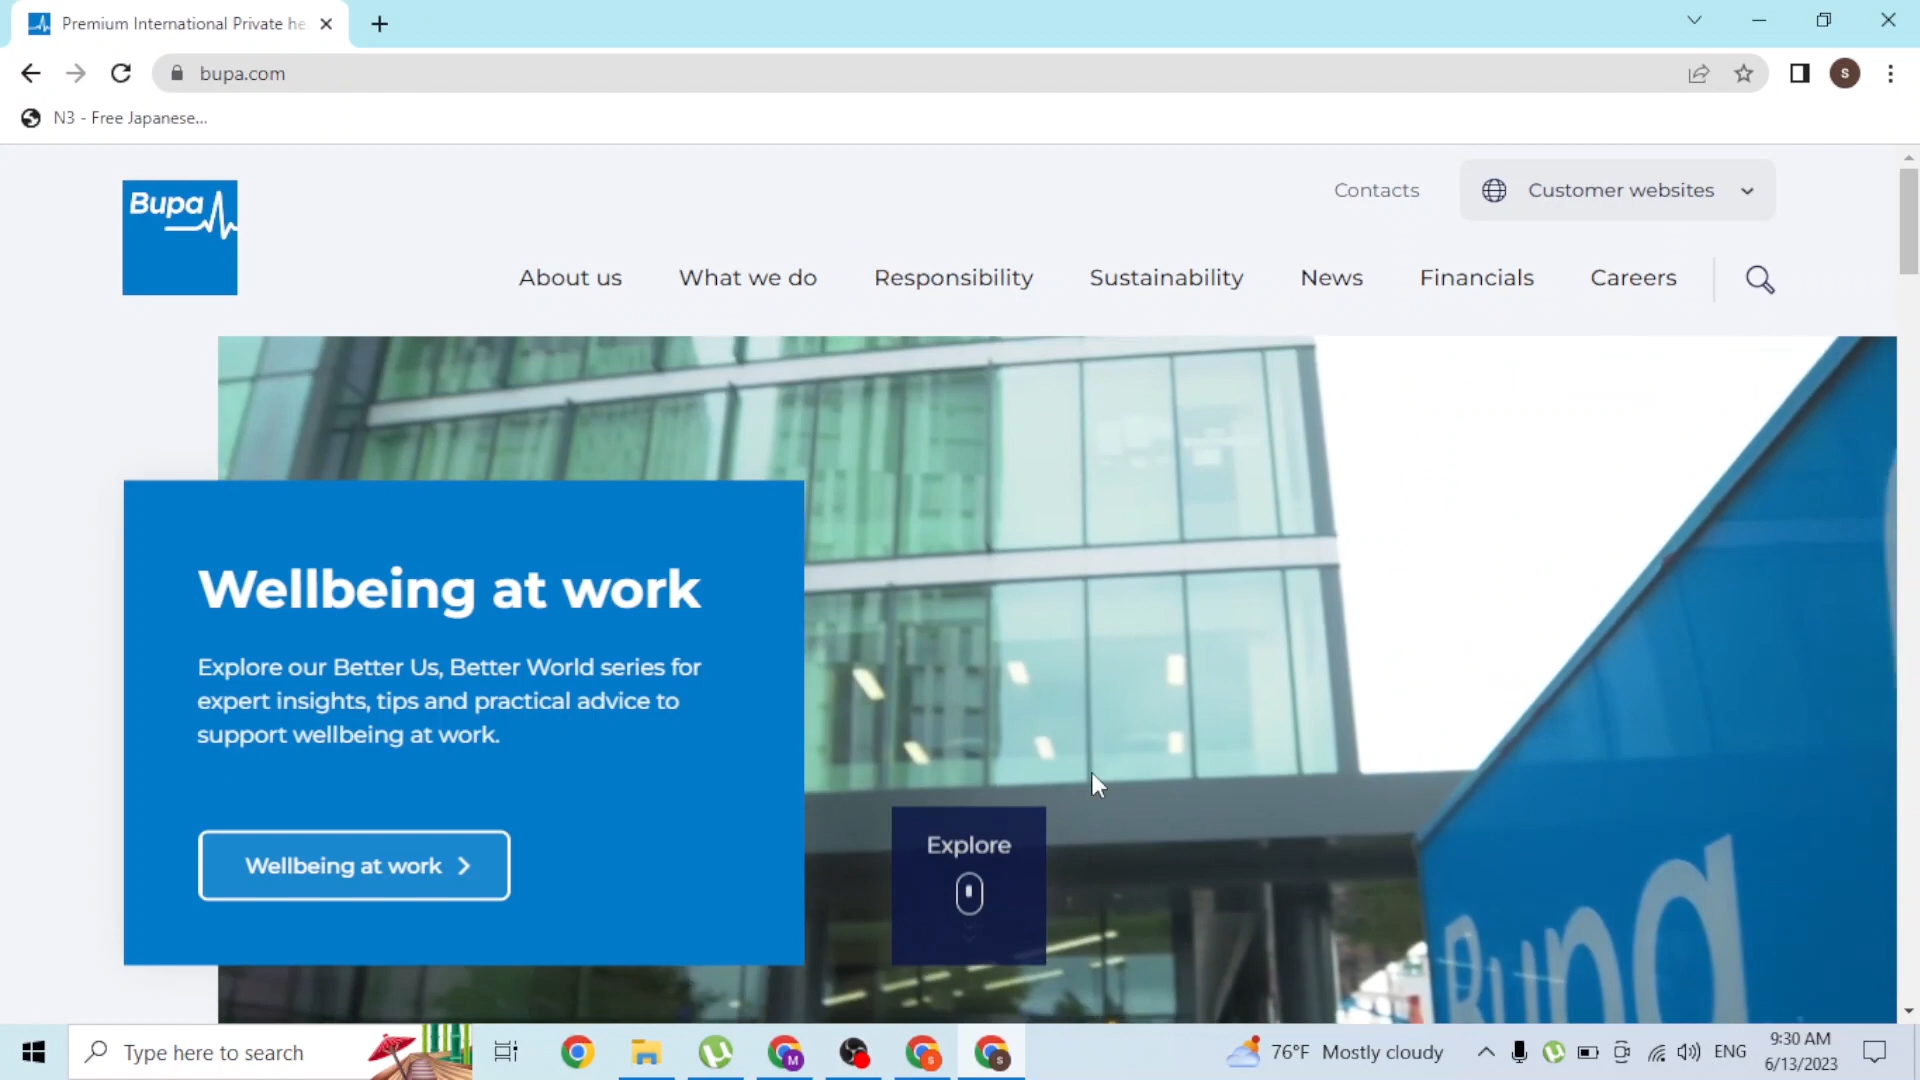 Premium International Private he
bupa.com
S
N3 - Free Japanese...
Bupa
Contacts
Customer websites
About us
What we do
Responsibility
Sustainability
News
Financials
Careers
Wellbeing at work
Explore our Better Us, Better World series for
expert insights, tips and practical advice to
support wellbeing at work.
Wellbeing at work
Explore
Bupa
Type here to search
M
S
S
76°F Mostly cloudy
ENG
9:30 AM
6/13/2023